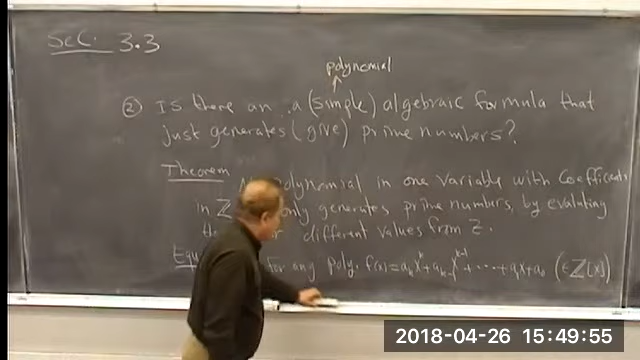 Sec. 3.3
polynomial
② Is there an a (simple) algebraic formula that
just generates (give) prime numbers?
Theorem
polynomial in one variable with coefficients
in ℤ only generates prime numbers, by evaluating
different values from ℤ.
For any poly. f(x)=aₖxᵏ+aₖ₋₁xᵏ⁻¹+⋯+a₁x+a₀ (∈ℤ[x])
2018-04-26 15:49:55